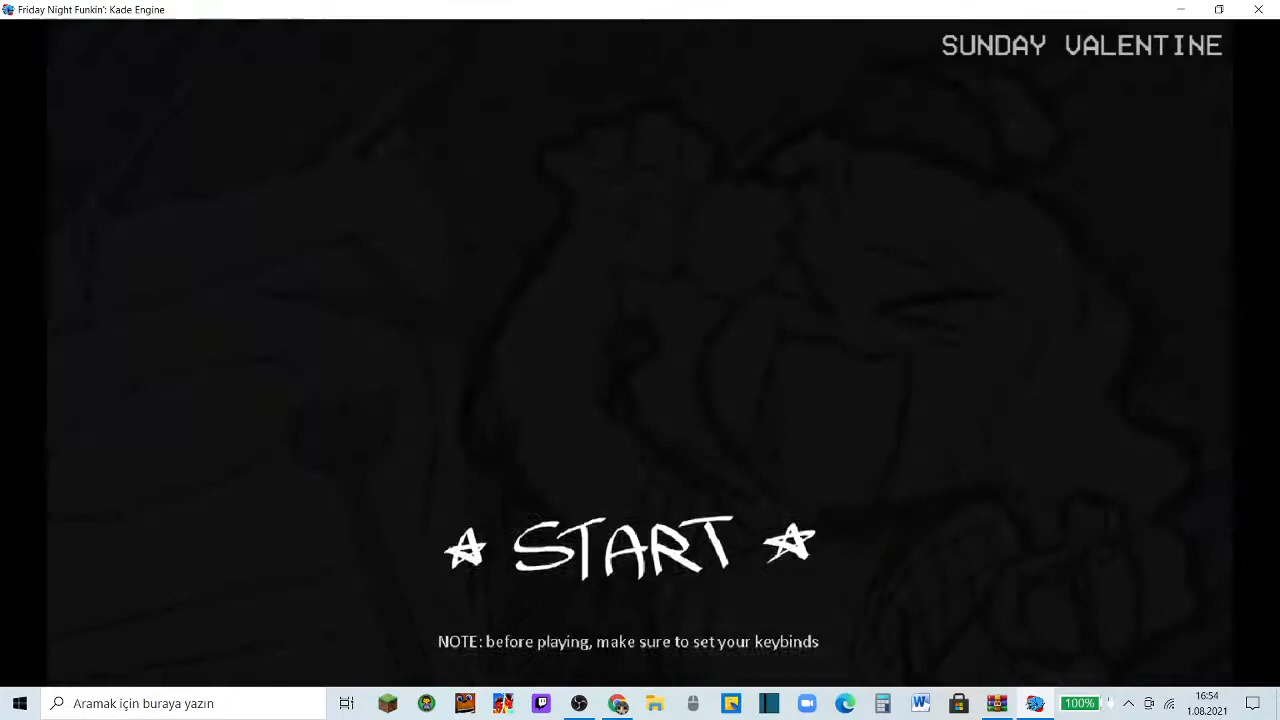 Friday Night Funkin': Kade Engine
SUNDAY VALENTINE
START
NOTE: before playing, make sure to set your keybinds
Aramak için buraya yazın
100%
16:54
1.08.2021